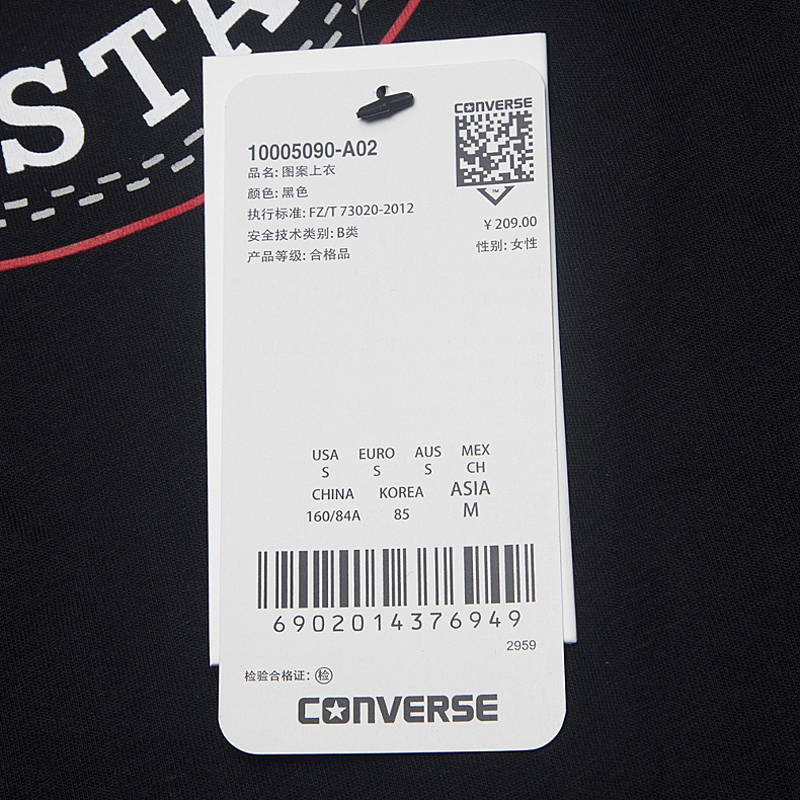 STA
CONVERSE
10005090-A02
品名: 图案上衣
颜色: 黑色
执行标准: FZ/T 73020-2012
安全技术类别: B类
产品等级: 合格品
TM
¥ 209.00
性别: 女性
USA EURO AUS MEX
S S S CH
CHINA KOREA ASIA
160/84A 85 M
6902014376949
2959
检验合格证: 检
CONVERSE